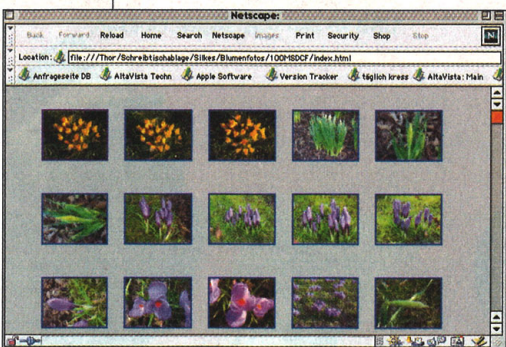 Netscape:
Back Forward Reload Home Search Netscape Images Print Security Shop Stop
N
Location: file:///Thor/Schreibtischablage/Silkes/Blumenfotos/100MSDCF/index.html
Anfrageseite DB AltaVista Techn Apple Software Version Tracker täglich kress AltaVista: Main